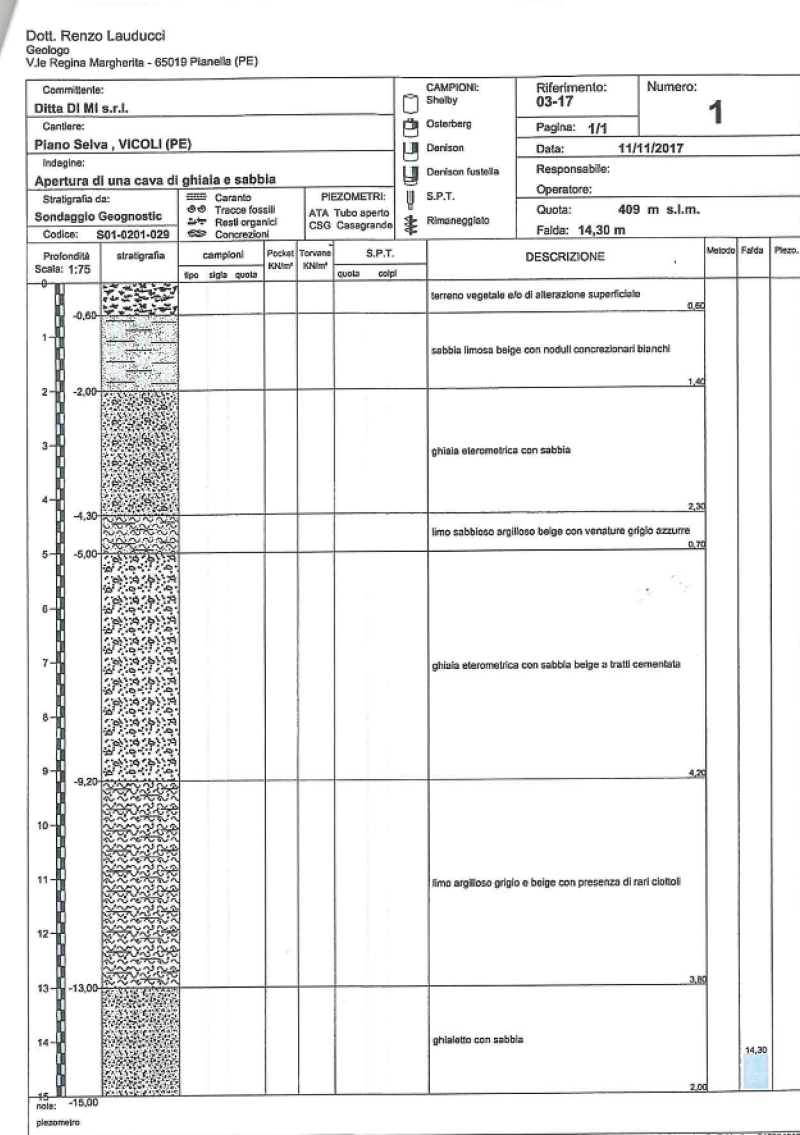 Dott. Renzo Lauducci
Geologo
V.le Regina Margherita - 65019 Pianella (PE)
Committente:
Ditta DI MI s.r.l.
Cantiere:
Piano Selva , VICOLI (PE)
Indagine:
Apertura di una cava di ghiaia e sabbia
Stratigrafia da:
Sondaggio Geognostic
Codice: S01-0201-029
Caranto
Tracce fossili
Resti organici
Concrezioni
PIEZOMETRI:
ATA Tubo aperto
CSG Casagrande
CAMPIONI:
Shelby
Osterberg
Denison
Denison fustella
S.P.T.
Rimaneggiato
Riferimento:
03-17
Pagina: 1/1
Numero:
1
Data: 11/11/2017
Responsabile:
Operatore:
Quota: 409 m s.l.m.
Falda: 14,30 m
Profondità
Scala: 1:75
stratigrafia
campioni
tipo sigla quota
Pocket
KN/m²
Torvane
KN/m²
S.P.T.
quota colpi
DESCRIZIONE
Metodo
Falda
Piezo.
0
terreno vegetale e/o di alterazione superficiale
-0,60 0,60
1
sabbia limosa beige con noduli concrezionari bianchi
1,40
2 -2,00
3
ghiaia eterometrica con sabbia
4
2,30
-4,30
limo sabbioso argilloso beige con venature grigio azzurre
0,70
5 -5,00
6
7
ghiaia eterometrica con sabbia beige a tratti cementata
8
9
4,20
-9,20
10
11
limo argilloso grigio e beige con presenza di rari ciottoli
12
3,80
13 -13,00
14
ghiaietto con sabbia
14,30
2,00
15
-15,00
note:
piezometro